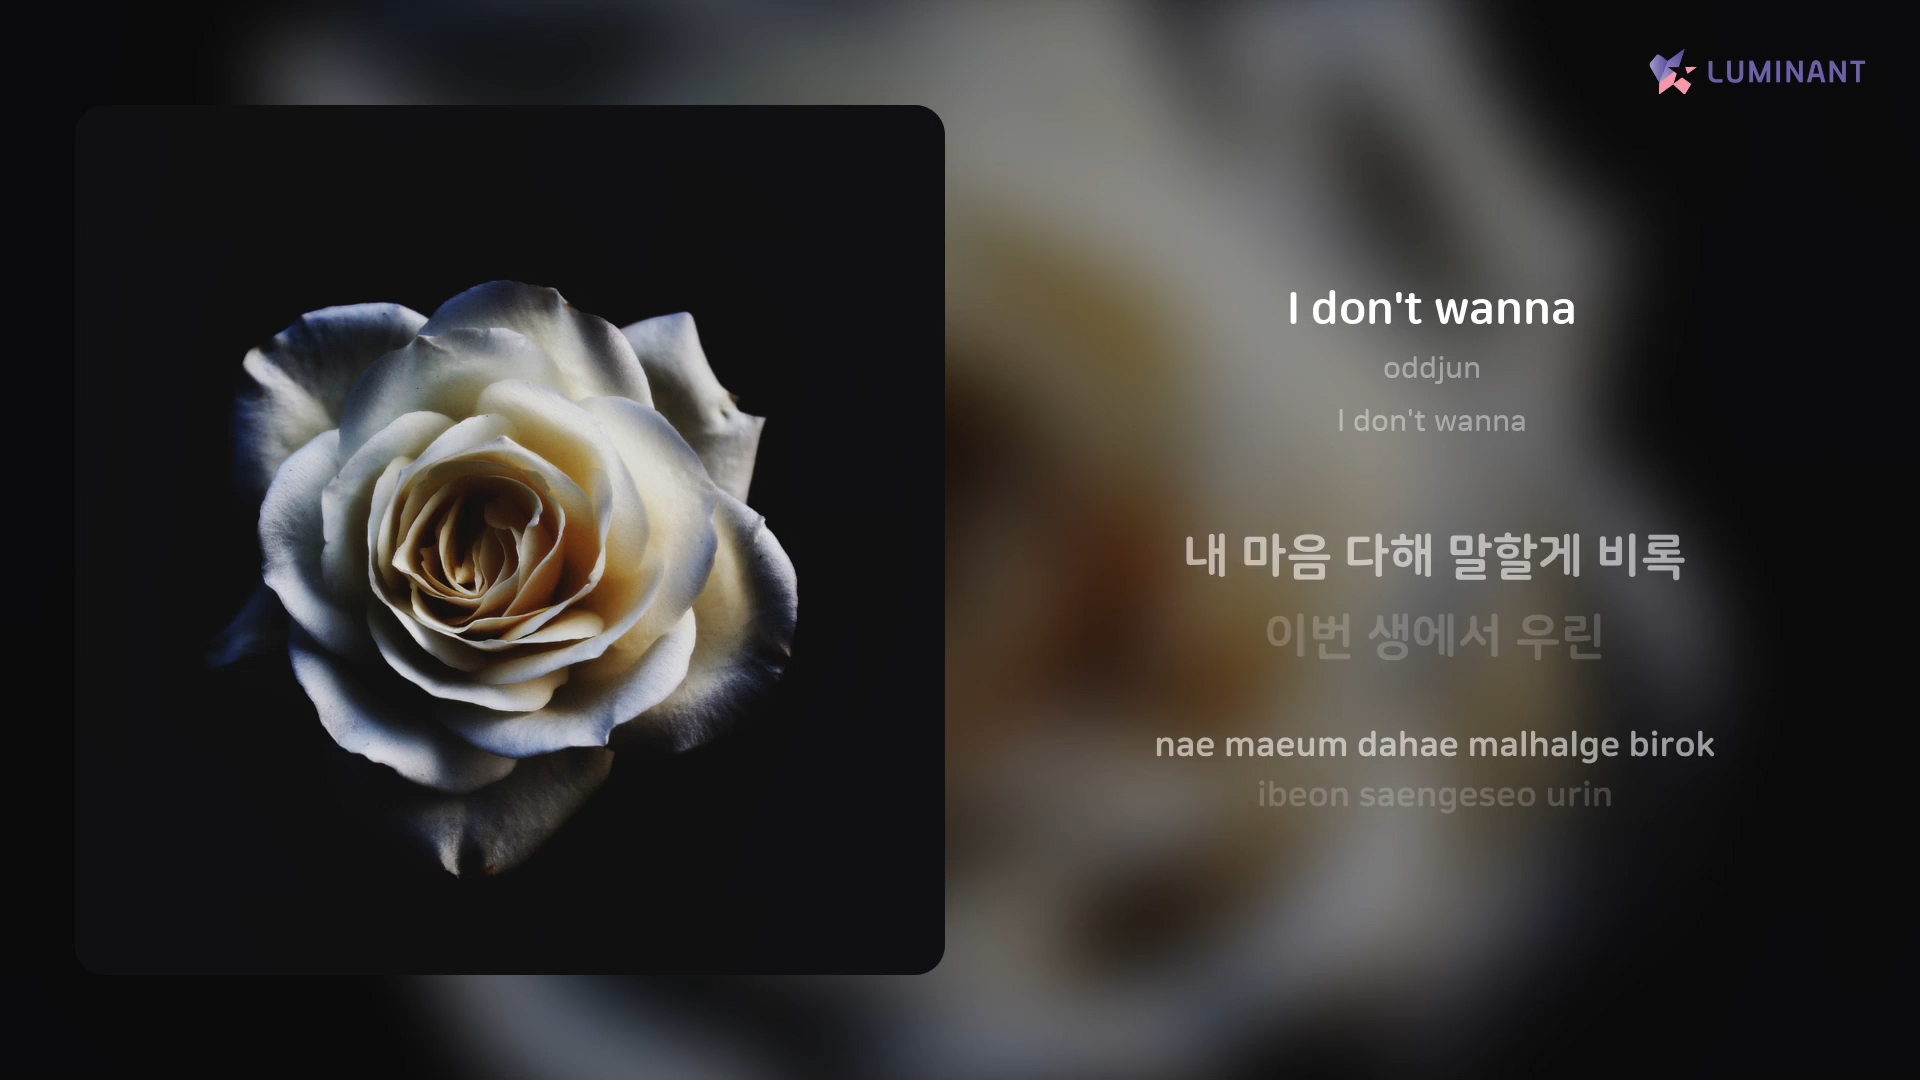 LUMINANT
I don't wanna
oddjun
I don't wanna
내 마음 다해 말할게 비록
이번 생에서 우린
nae maeum dahae malhalge birok
ibeon saengeseo urin